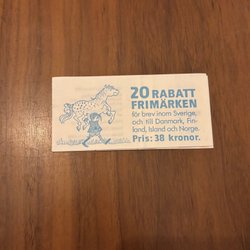 20 RABATT
FRIMÄRKEN
för brev inom Sverige,
och till Danmark, Fin-
land, Island och Norge.
Pris: 38 kronor.